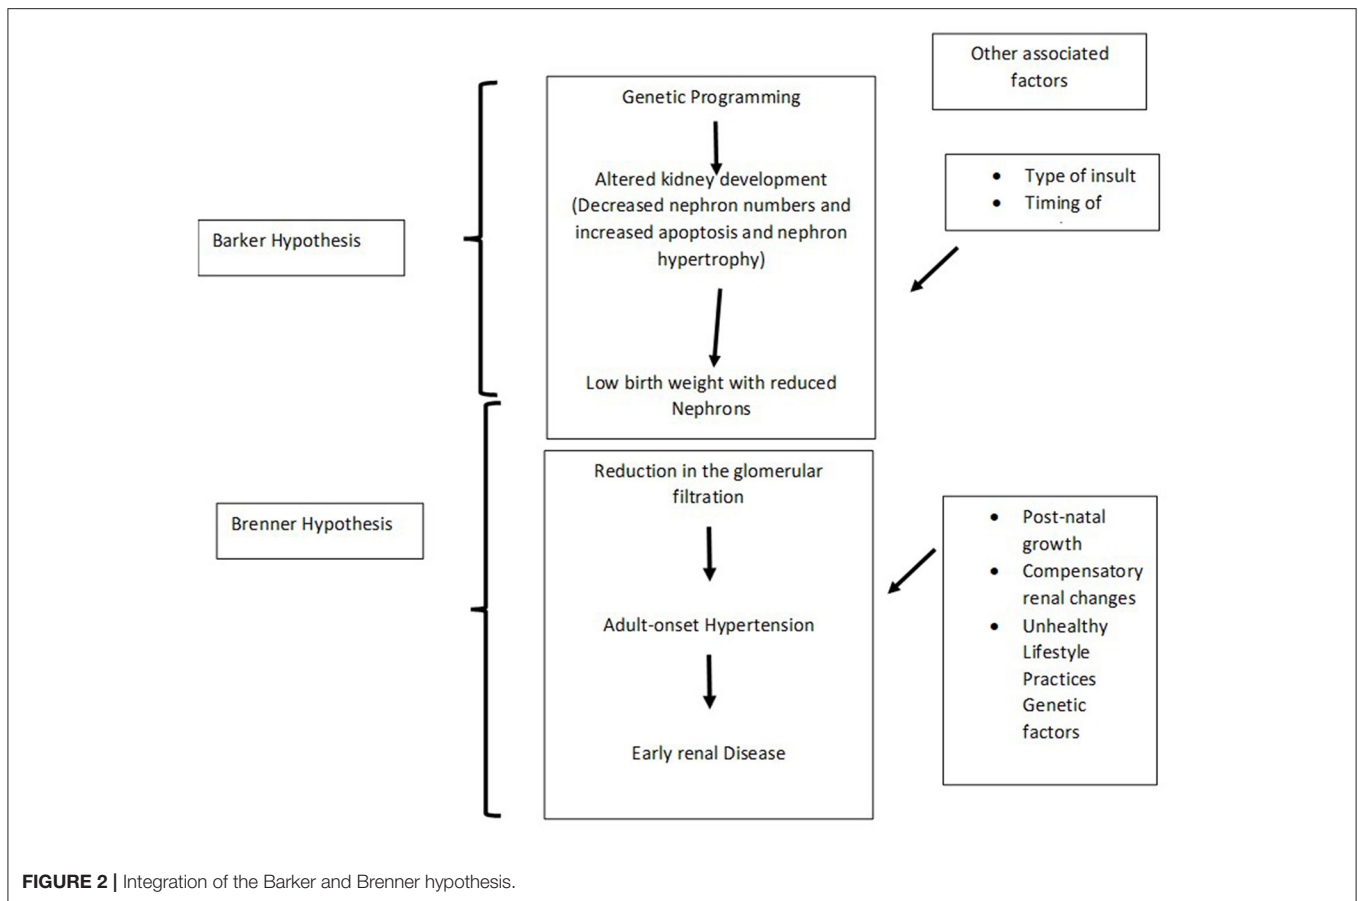 Other associated
factors
Genetic Programming
• Type of insult
• Timing of
Altered kidney development
(Decreased nephron numbers and
increased apoptosis and nephron
hypertrophy)
Barker Hypothesis
Low birth weight with reduced
Nephrons
Reduction in the glomerular
filtration
Brenner Hypothesis
• Post-natal
growth
• Compensatory
renal changes
• Unhealthy
Lifestyle
Practices
Genetic
factors
Adult-onset Hypertension
Early renal Disease
FIGURE 2 | Integration of the Barker and Brenner hypothesis.